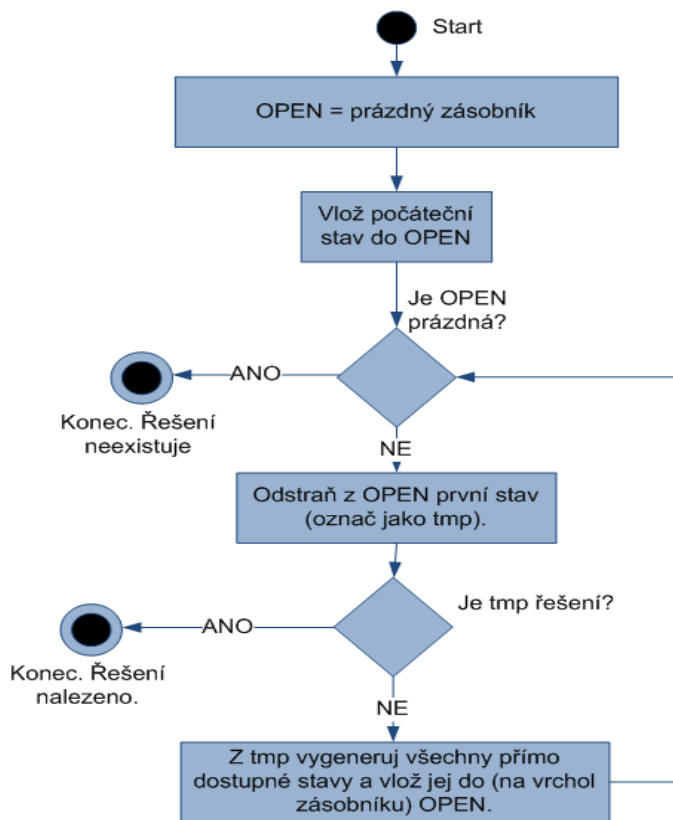 Start
OPEN = prázdný zásobník
Vlož počáteční
stav do OPEN
Je OPEN
prázdná?
ANO
Konec. Řešení
neexistuje
NE
Odstraň z OPEN první stav
(označ jako tmp).
Je tmp řešení?
ANO
Konec. Řešení
nalezeno.
NE
Z tmp vygeneruj všechny přímo
dostupné stavy a vlož jej do (na vrchol
zásobníku) OPEN.